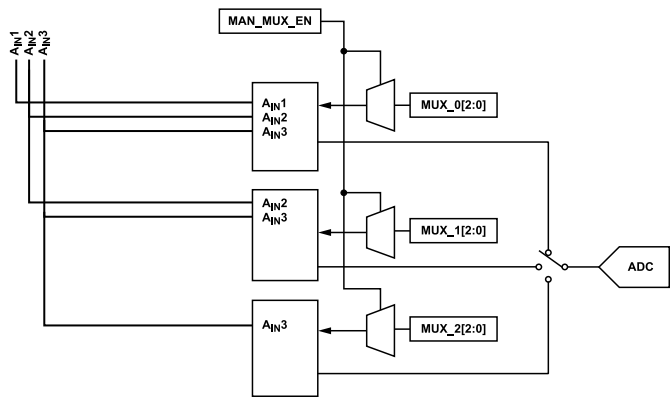 MAN_MUX_EN
AIN1
AIN2
AIN3
AIN1
AIN2
AIN3
MUX_0[2:0]
AIN2
AIN3
MUX_1[2:0]
ADC
AIN3
MUX_2[2:0]